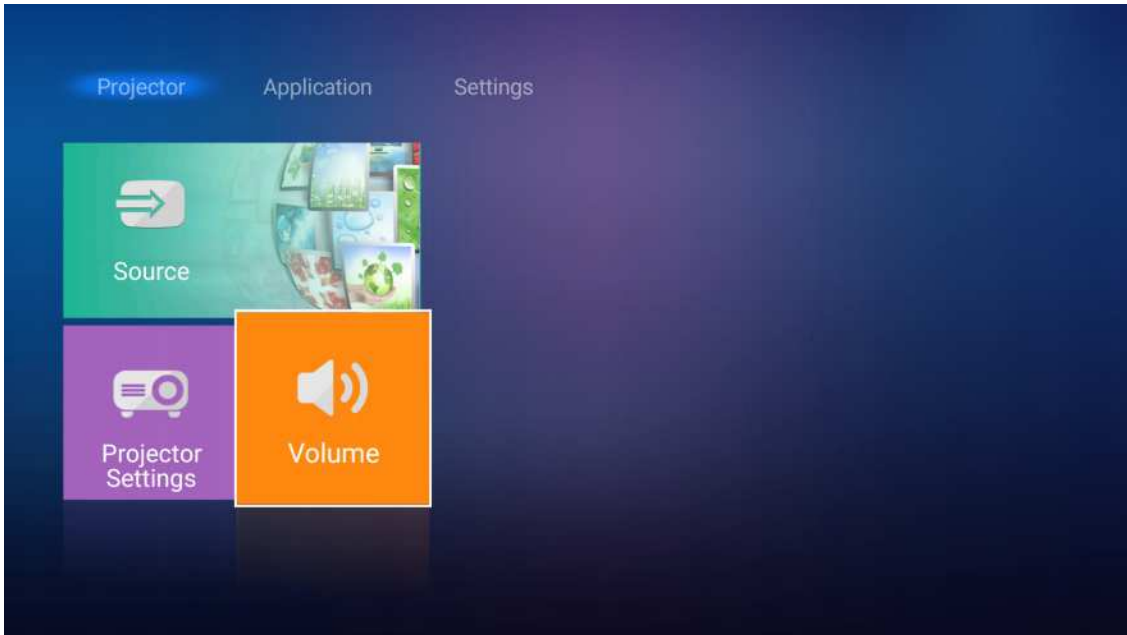 Projector Application Settings
Source
Projector
Settings
Volume